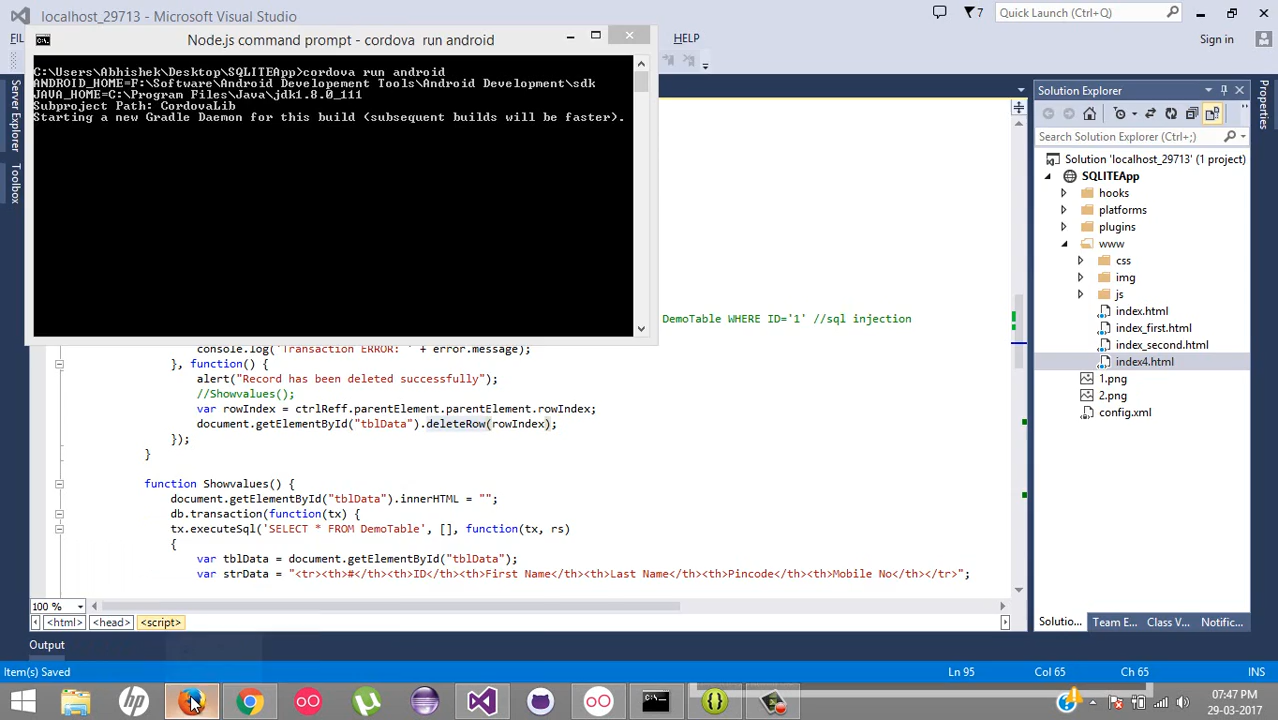 localhost_29713 - Microsoft Visual Studio
7
Quick Launch (Ctrl+Q)
Node.js command prompt - cordova  run android
HELP
Sign in
C:\Users\Abhishek\Desktop\SQLITEApp>cordova run android
ANDROID_HOME=P:\Software\Android Developement Tools\Android Development\sdk
JAVA_HOME=C:\Program Files\Java\jdk1.8.0_111
Subproject Path: CordovaLib
Starting a new Gradle Daemon for this build (subsequent builds will be faster).
Server Explorer
Toolbox
Solution Explorer
Search Solution Explorer (Ctrl+;)
Solution 'localhost_29713' (1 project)
SQLITEApp
hooks
platforms
plugins
www
css
img
js
index.html
index_first.html
index_second.html
index4.html
1.png
2.png
config.xml
Properties
DemoTable WHERE ID='1' //sql injection
console.log('Transaction ERROR: ' + error.message);
}, function() {
alert("Record has been deleted successfully");
//Showvalues();
var rowIndex = ctrlReff.parentElement.parentElement.rowIndex;
document.getElementById("tblData").deleteRow(rowIndex);
});
}
function Showvalues() {
document.getElementById("tblData").innerHTML = "";
db.transaction(function(tx) {
tx.executeSql('SELECT * FROM DemoTable', [], function(tx, rs)
{
var tblData = document.getElementById("tblData");
var strData = "<tr><th>#</th><th>ID</th><th>First Name</th><th>Last Name</th><th>Pincode</th><th>Mobile No</th></tr>";
100 %
<html> <head> <script>
Solutio... Team E... Class V... Notific...
Output
Item(s) Saved
Ln 95
Col 65
Ch 65
INS
07:47 PM
29-03-2017